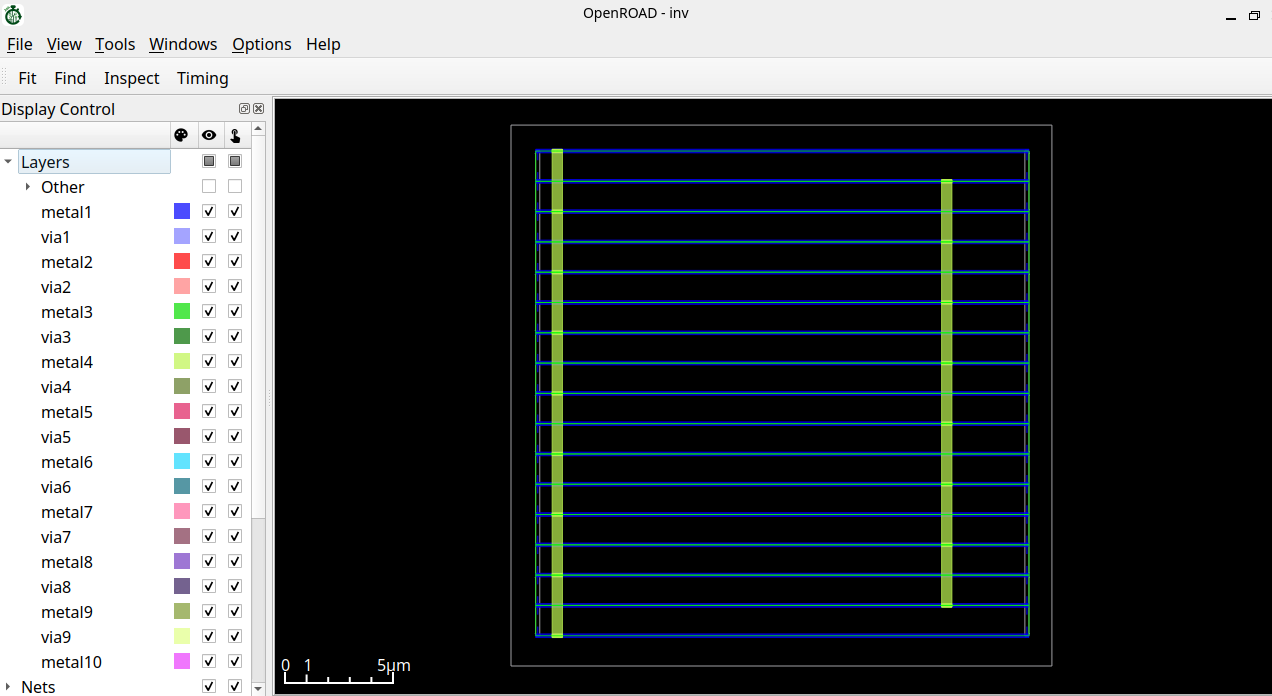 OpenROAD - inv
File View Tools Windows Options Help
Fit Find Inspect Timing
Display Control
Layers
Other
metal1
via1
metal2
via2
metal3
via3
metal4
via4
metal5
via5
metal6
via6
metal7
via7
metal8
via8
metal9
via9
metal10
Nets
0 1 5μm